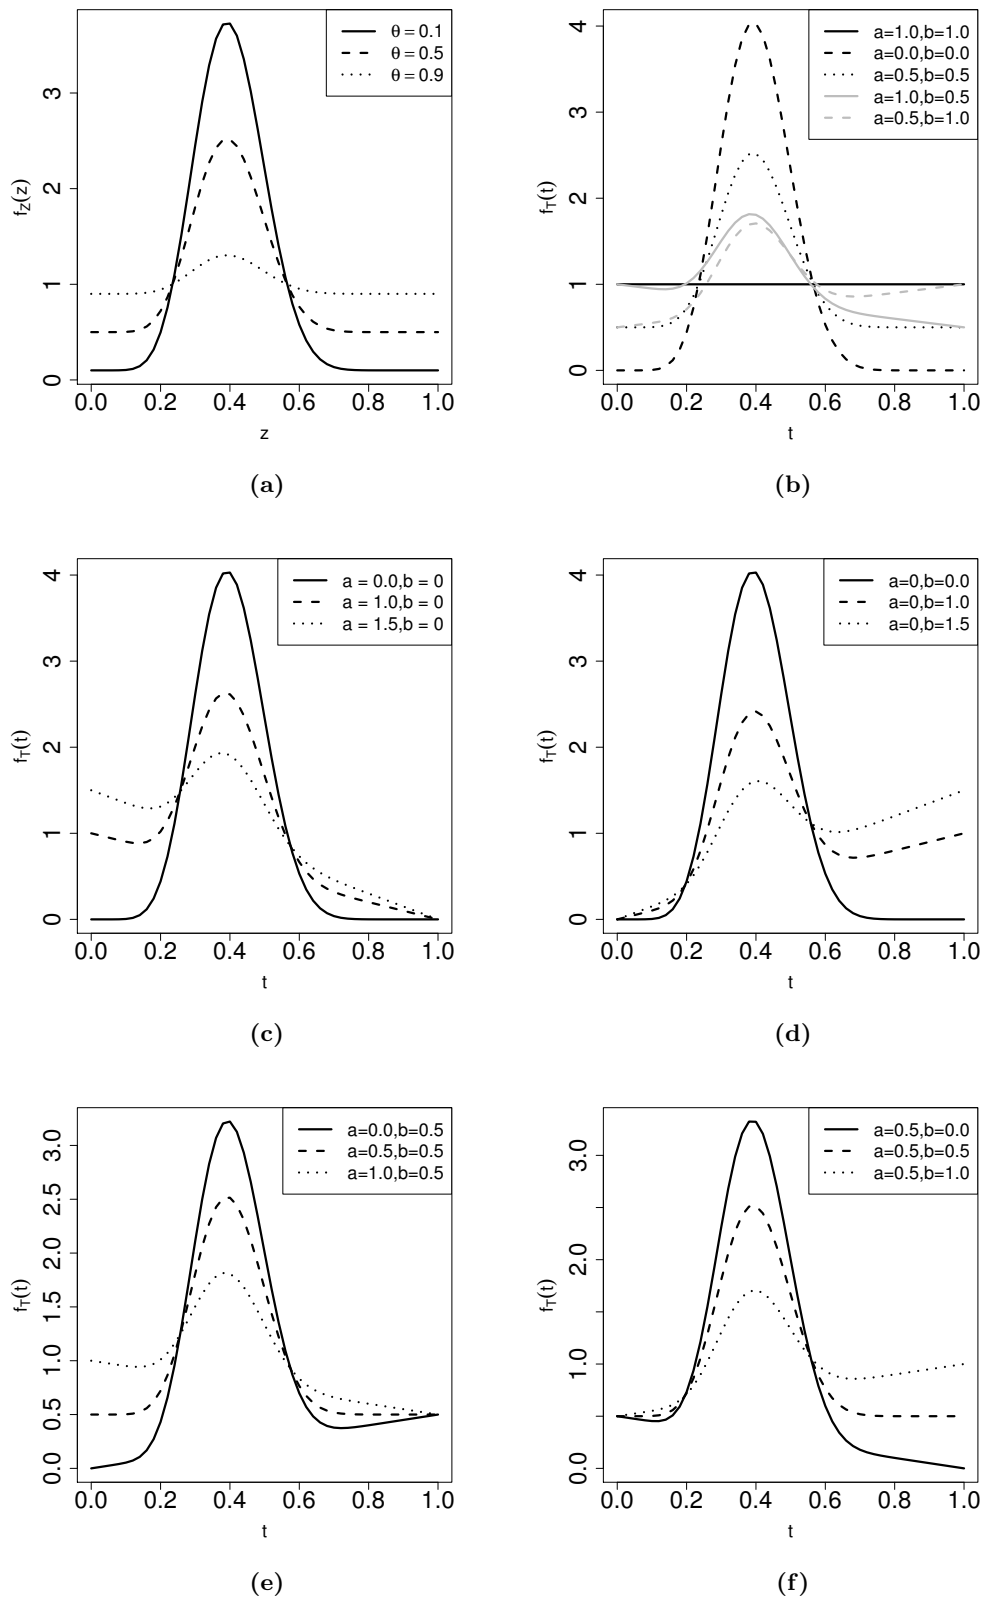 θ = 0.1
θ = 0.5
θ = 0.9
fZ(z)
0 1 2 3
0.0 0.2 0.4 0.6 0.8 1.0
z
(a)
a=1.0,b=1.0
a=0.0,b=0.0
a=0.5,b=0.5
a=1.0,b=0.5
a=0.5,b=1.0
fT(t)
0 1 2 3 4
0.0 0.2 0.4 0.6 0.8 1.0
t
(b)
a = 0.0,b = 0
a = 1.0,b = 0
a = 1.5,b = 0
fT(t)
0 1 2 3 4
0.0 0.2 0.4 0.6 0.8 1.0
t
(c)
a=0,b=0.0
a=0,b=1.0
a=0,b=1.5
fT(t)
0 1 2 3 4
0.0 0.2 0.4 0.6 0.8 1.0
t
(d)
a=0.0,b=0.5
a=0.5,b=0.5
a=1.0,b=0.5
fT(t)
0.0 0.5 1.0 1.5 2.0 2.5 3.0
0.0 0.2 0.4 0.6 0.8 1.0
t
(e)
a=0.5,b=0.0
a=0.5,b=0.5
a=0.5,b=1.0
fT(t)
0.0 1.0 2.0 3.0
0.0 0.2 0.4 0.6 0.8 1.0
t
(f)